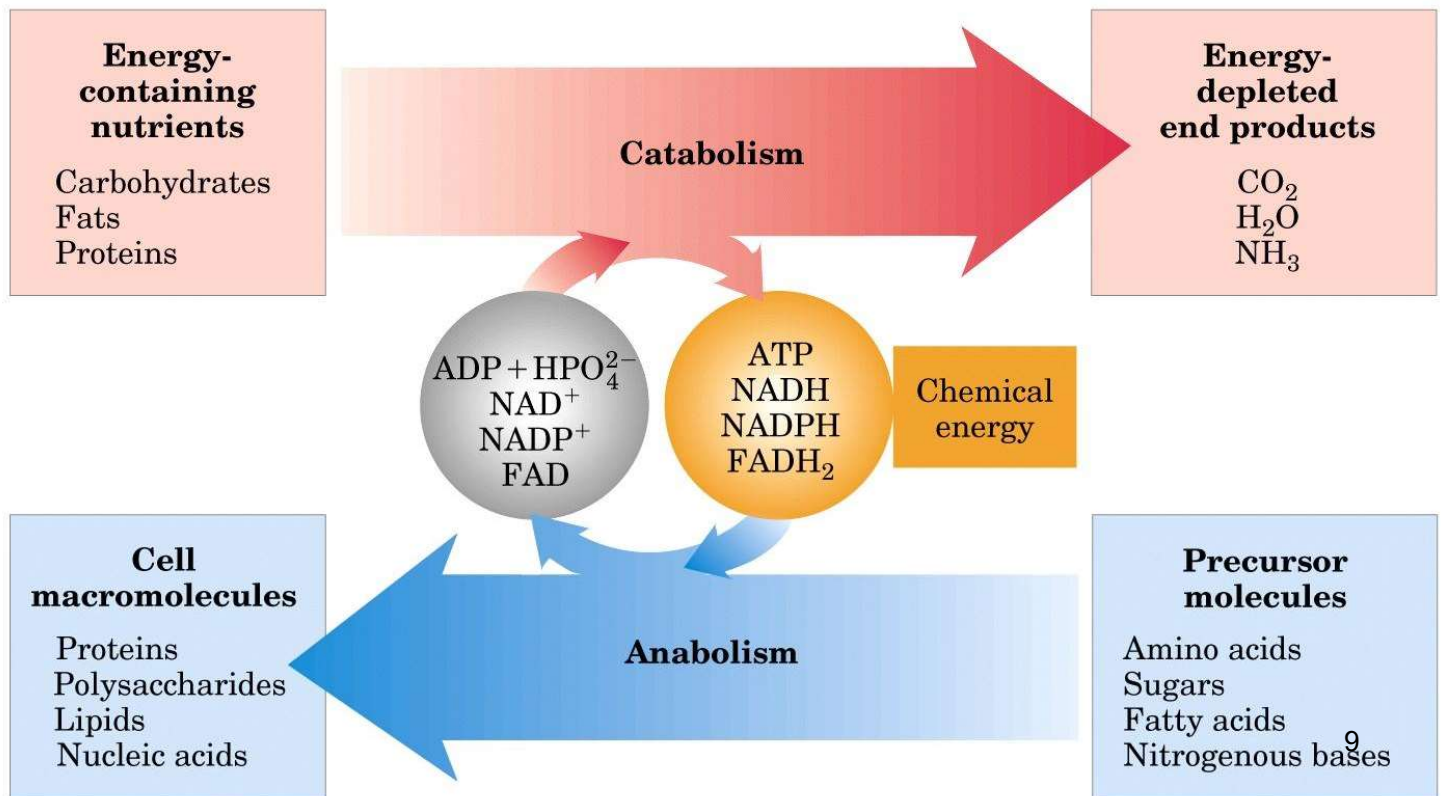 Energy-
containing
nutrients
Carbohydrates
Fats
Proteins
Catabolism
Energy-
depleted
end products
CO₂
H₂O
NH₃
ADP + HPO₄²⁻
NAD⁺
NADP⁺
FAD
ATP
NADH
NADPH
FADH₂
Chemical
energy
Cell
macromolecules
Proteins
Polysaccharides
Lipids
Nucleic acids
Anabolism
Precursor
molecules
Amino acids
Sugars
Fatty acids
Nitrogenous bases
9